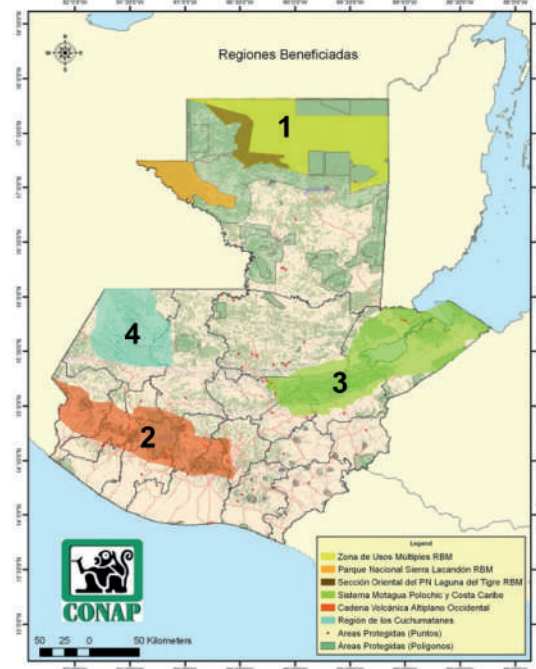 Regiones Beneficiadas
N
W E
S
1
4
3
2
CONAP
50 25 0 50 Kilometers
Legend
Zona de Usos Múltiples RBM
Parque Nacional Sierra Lacandón RBM
Sección Oriental del PN Laguna del Tigre RBM
Sistema Motagua Polochic y Costa Caribe
Cadena Volcánica Altiplano Occidental
Región de los Cuchumatanes
Areas Protegidas (Puntos)
Áreas Protegidas (Polígonos)